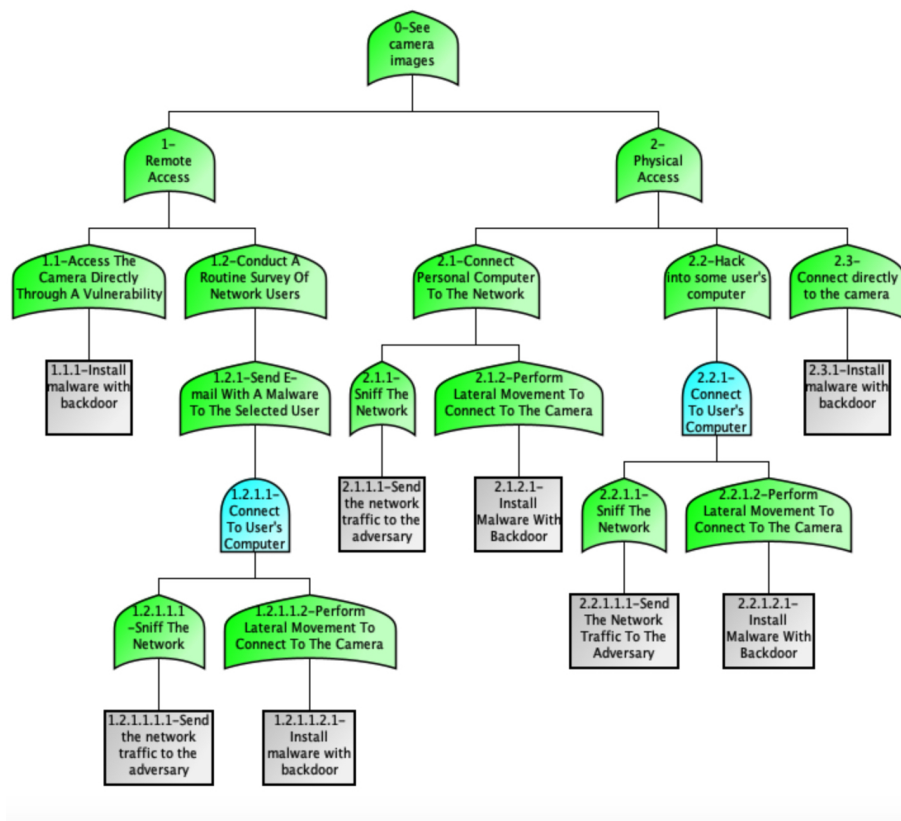 0-See
camera
images
1-
Remote
Access
2-
Physical
Access
1.1-Access The
Camera Directly
Through A Vulnerability
1.2-Conduct A
Routine Survey Of
Network Users
2.1-Connect
Personal Computer
To The Network
2.2-Hack
into some user's
computer
2.3-
Connect directly
to the camera
1.1.1-Install
malware with
backdoor
1.2.1-Send E-
mail With A Malware
To The Selected User
2.1.1-
Sniff The
Network
2.1.2-Perform
Lateral Movement To
Connect To The Camera
2.2.1-
Connect
To User's
Computer
2.3.1-Install
malware with
backdoor
1.2.1.1-
Connect
To User's
Computer
2.1.1.1-Send
the network
traffic to the
adversary
2.1.2.1-
Install
Malware With
Backdoor
2.2.1.1-
Sniff The
Network
2.2.1.2-Perform
Lateral Movement To
Connect To The Camera
1.2.1.1.1
-Sniff The
Network
1.2.1.1.2-Perform
Lateral Movement To
Connect To The Camera
2.2.1.1.1-Send
The Network
Traffic To The
Adversary
2.2.1.2.1-
Install
Malware With
Backdoor
1.2.1.1.1.1-Send
the network
traffic to the
adversary
1.2.1.1.2.1-
Install
malware with
backdoor